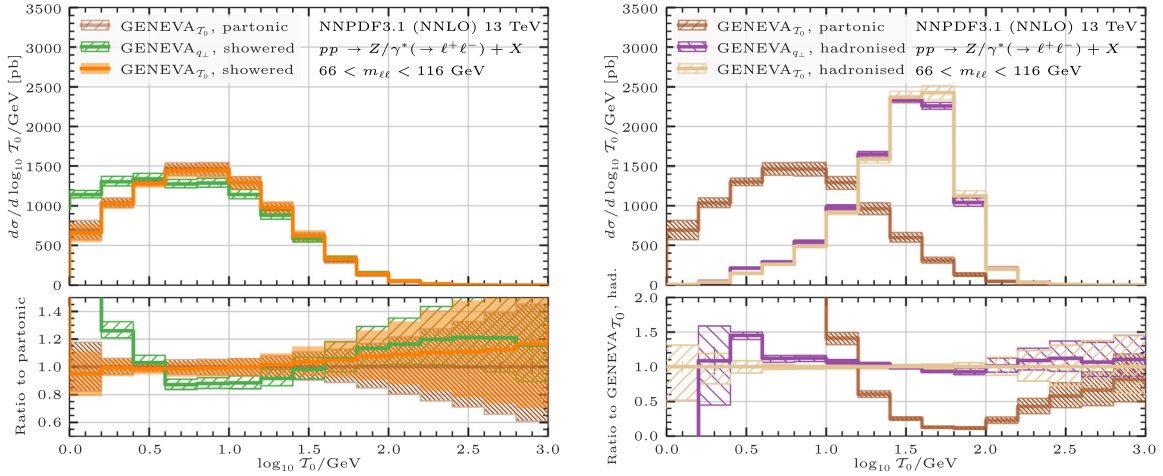 GENEVA𝒯₀, partonic
GENEVAq⊥, showered
GENEVA𝒯₀, showered
NNPDF3.1 (NNLO) 13 TeV
pp → Z/γ*(→ ℓ⁺ℓ⁻) + X
66 < mℓℓ < 116 GeV
dσ/d log₁₀ 𝒯₀/GeV [pb]
3500
3000
2500
2000
1500
1000
500
0
Ratio to partonic
1.4
1.2
1.0
0.8
0.6
0.0 0.5 1.0 1.5 2.0 2.5 3.0
log₁₀ 𝒯₀/GeV
GENEVA𝒯₀, partonic
GENEVAq⊥, hadronised
GENEVA𝒯₀, hadronised
NNPDF3.1 (NNLO) 13 TeV
pp → Z/γ*(→ ℓ⁺ℓ⁻) + X
66 < mℓℓ < 116 GeV
dσ/d log₁₀ 𝒯₀/GeV [pb]
3500
3000
2500
2000
1500
1000
500
0
Ratio to GENEVA𝒯₀, had.
2.0
1.5
1.0
0.5
0.0
0.0 0.5 1.0 1.5 2.0 2.5 3.0
log₁₀ 𝒯₀/GeV